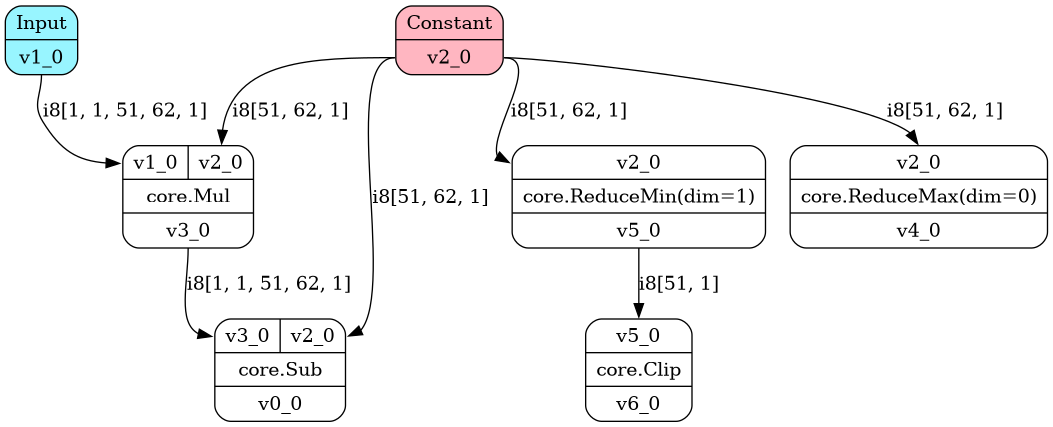 Input
v1_0
Constant
v2_0
i8[1, 1, 51, 62, 1]
i8[51, 62, 1]
i8[51, 62, 1]
i8[51, 62, 1]
v1_0 v2_0
core.Mul
v3_0
i8[51, 62, 1]
v2_0
core.ReduceMin(dim=1)
v5_0
v2_0
core.ReduceMax(dim=0)
v4_0
i8[1, 1, 51, 62, 1]
i8[51, 1]
v3_0 v2_0
core.Sub
v0_0
v5_0
core.Clip
v6_0